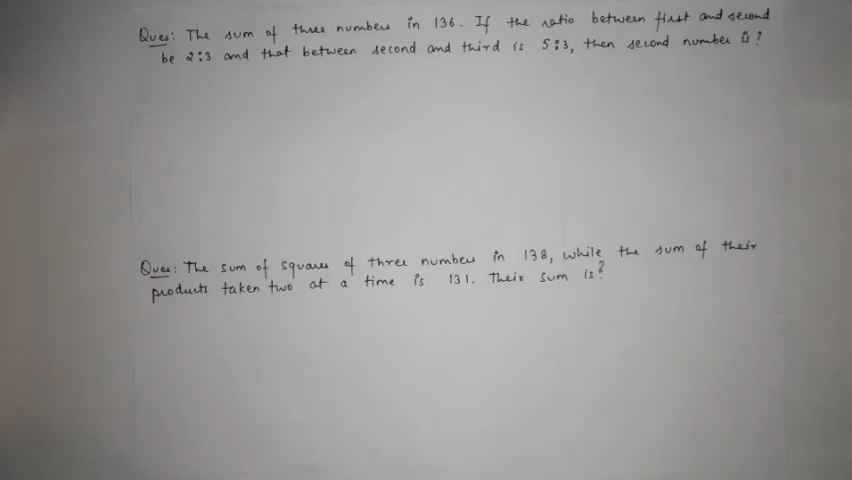 Ques: The sum of three numbers in 136. If the ratio between first and second
be 2:3 and that between second and third is 5:3, then second number is?
Ques: The sum of squares of three numbers in 138, while the sum of their
products taken two at a time is 131. Their sum is?